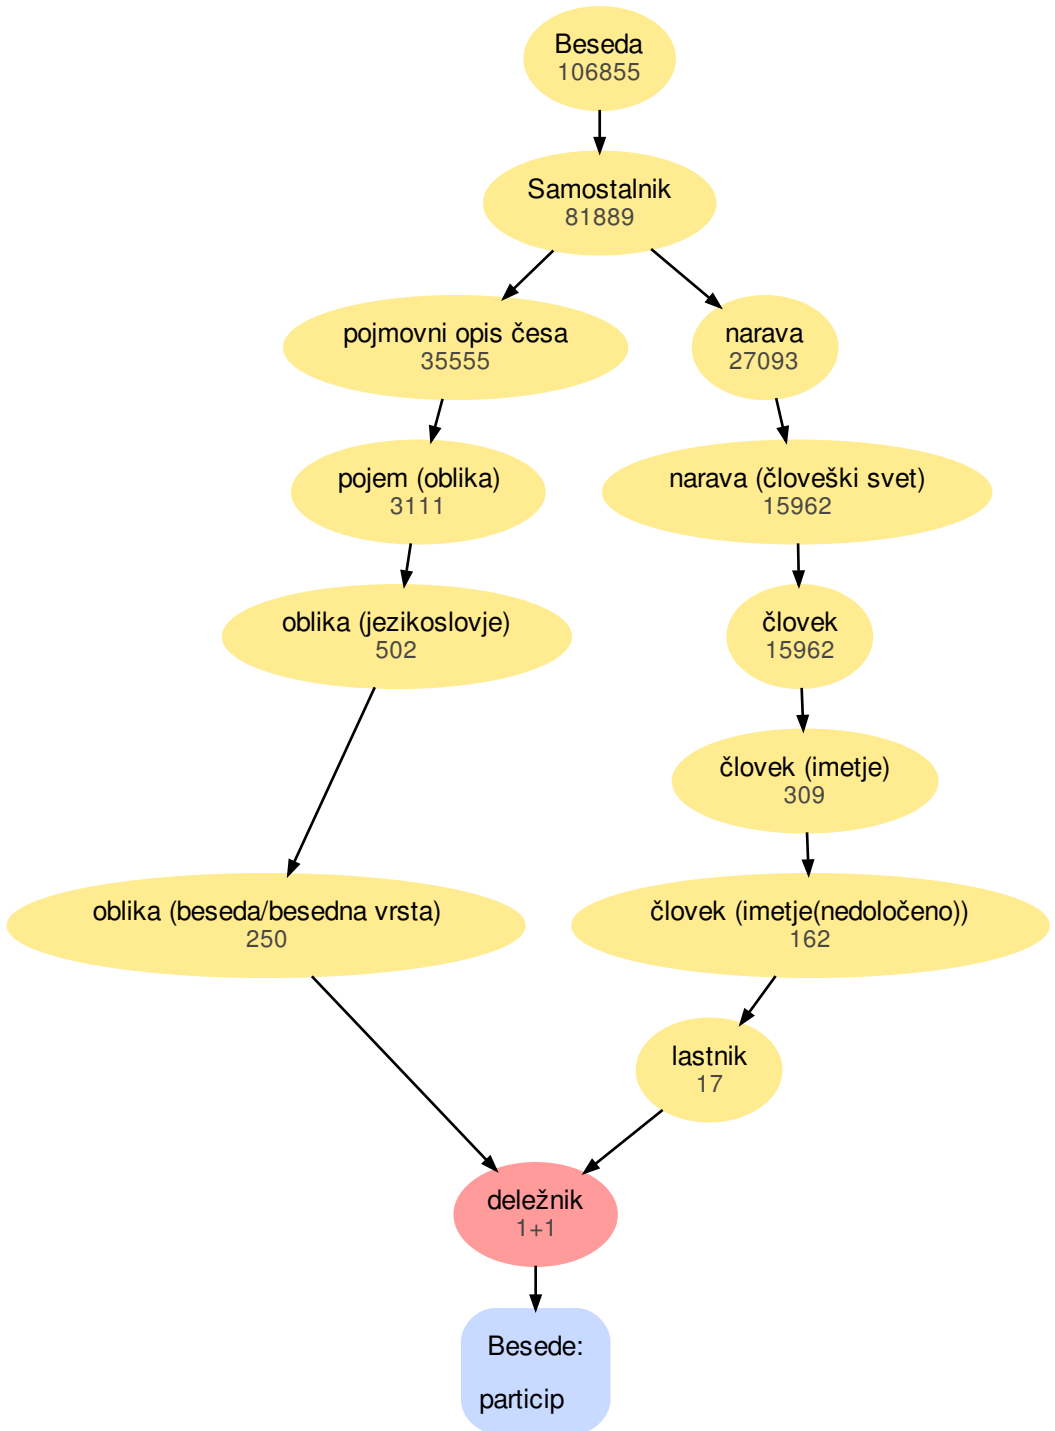 Beseda
106855
Samostalnik
81889
pojmovni opis česa
35555
narava
27093
pojem (oblika)
3111
narava (človeški svet)
15962
oblika (jezikoslovje)
502
človek
15962
človek (imetje)
309
oblika (beseda/besedna vrsta)
250
človek (imetje(nedoločeno))
162
lastnik
17
deležnik
1+1
Besede:
particip